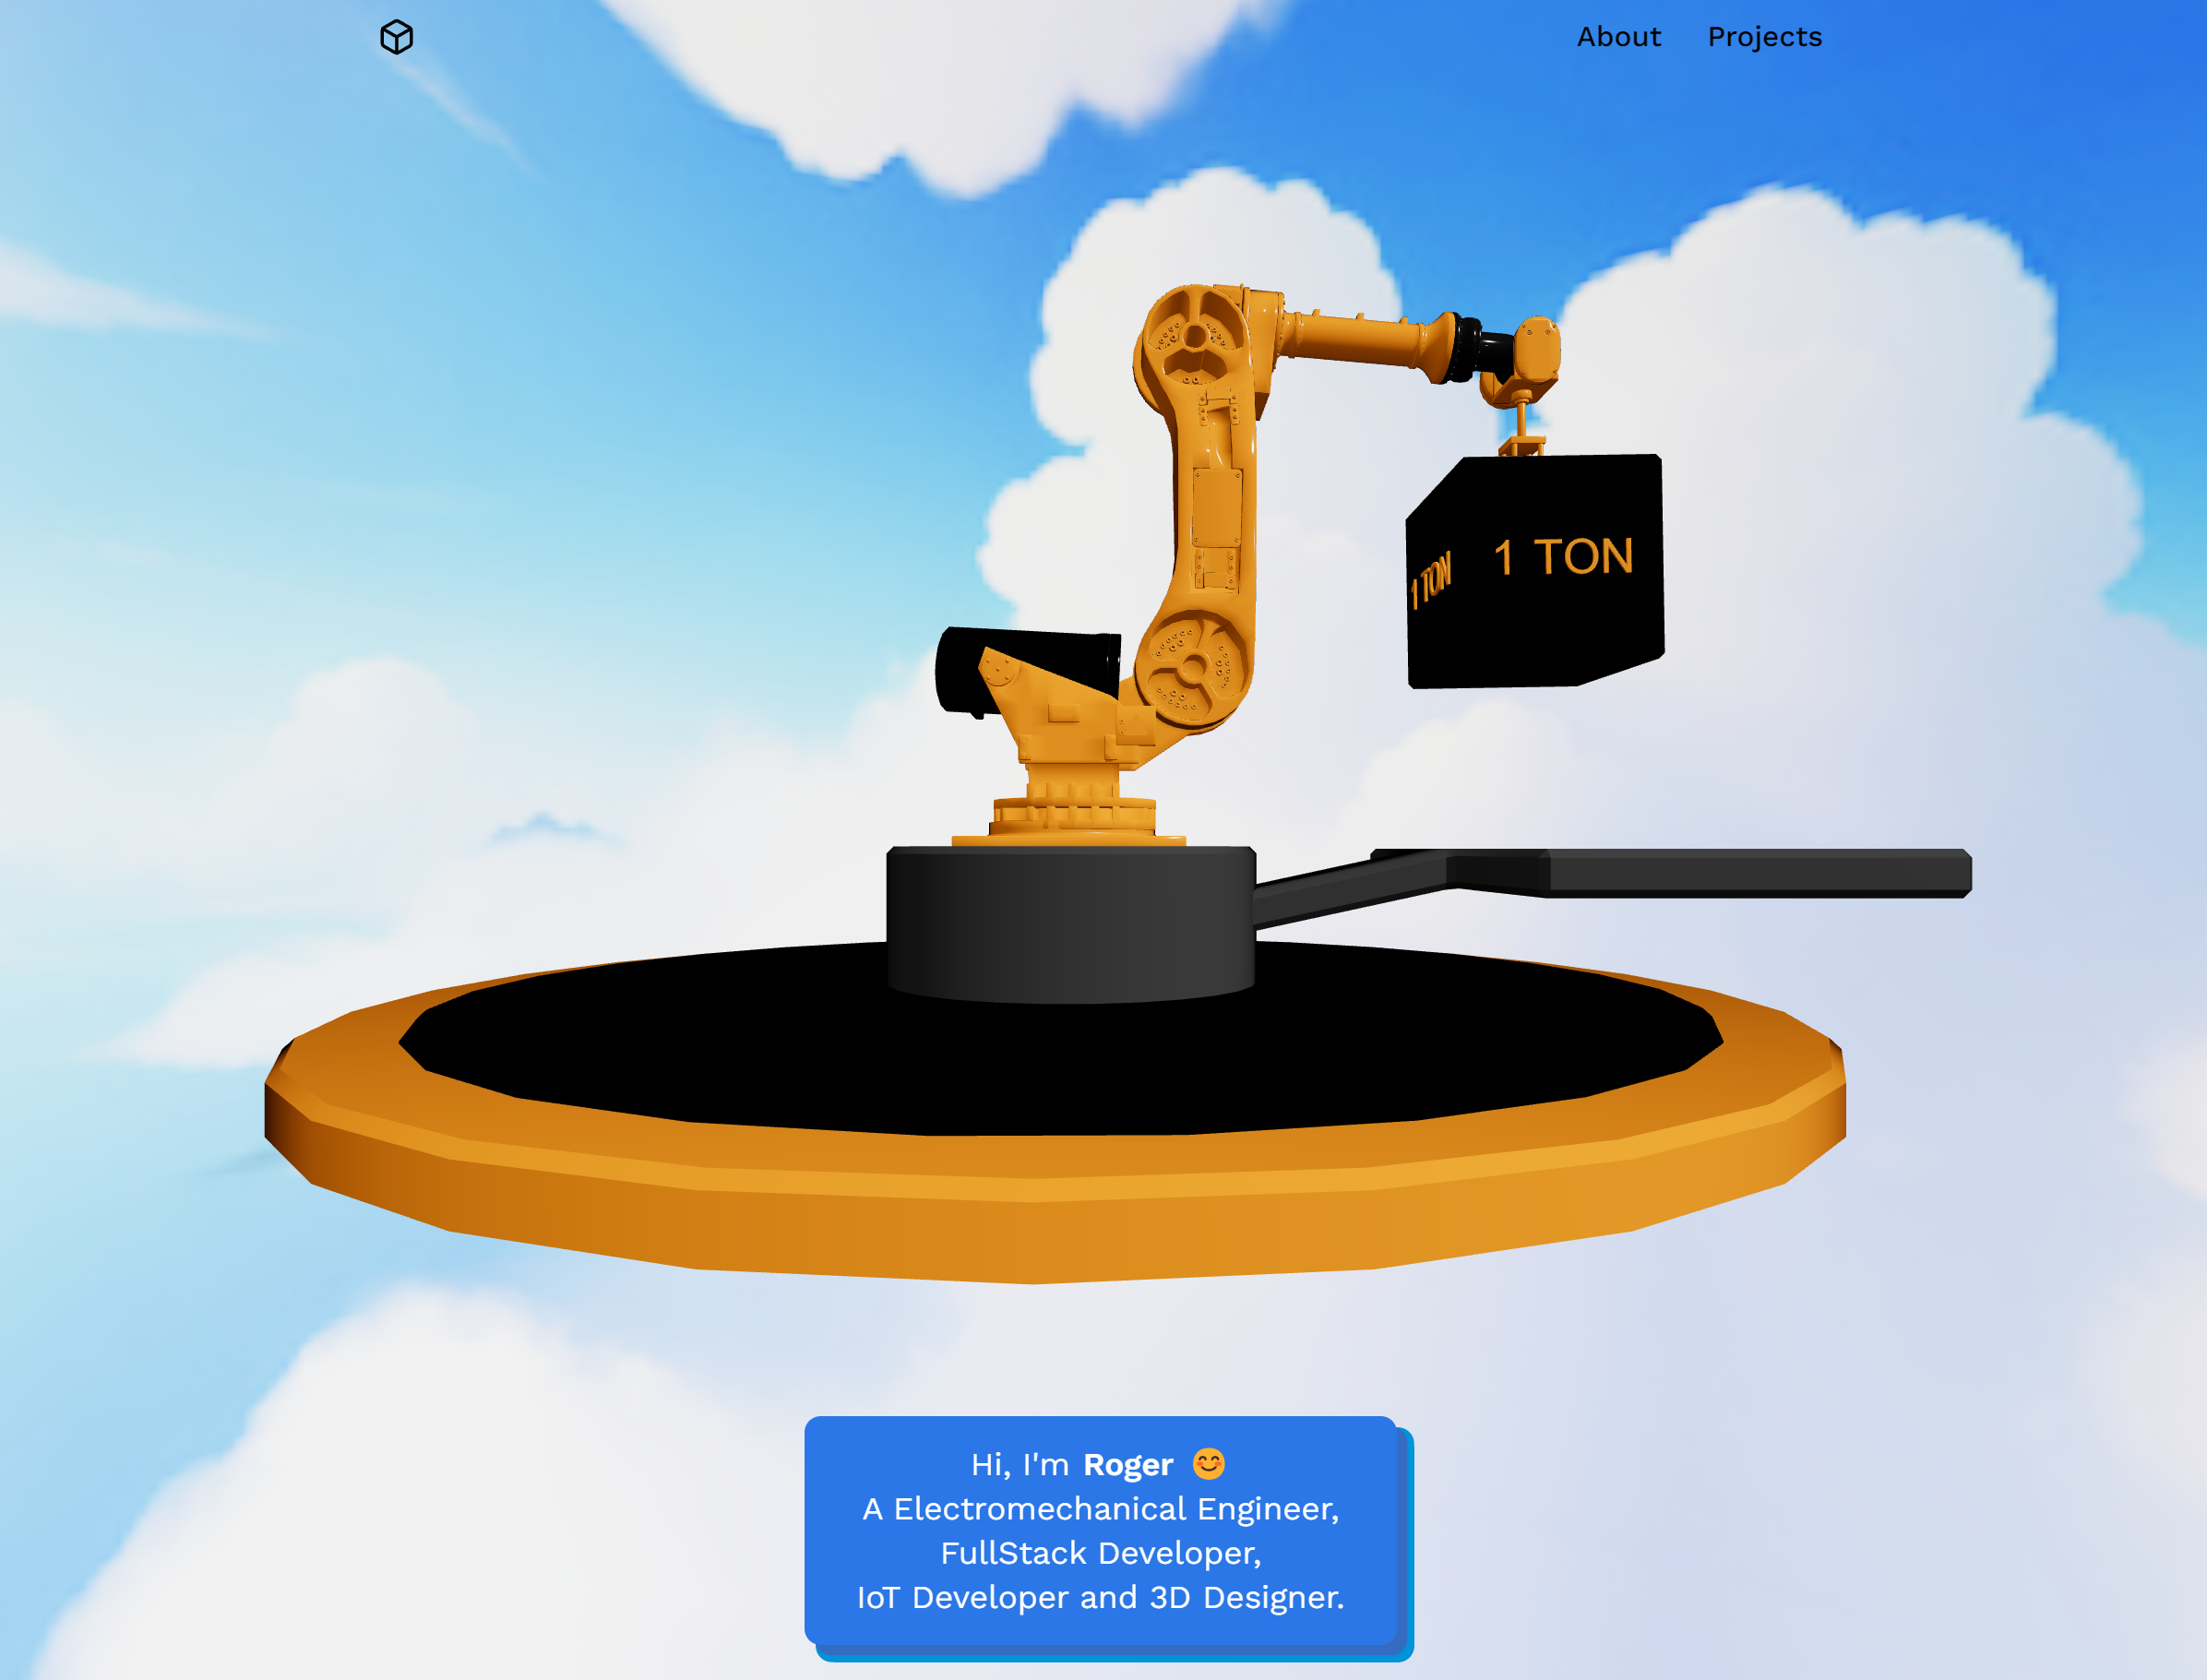 About Projects
1 TON
1 TON
Hi, I'm Roger 😊
A Electromechanical Engineer,
FullStack Developer,
IoT Developer and 3D Designer.